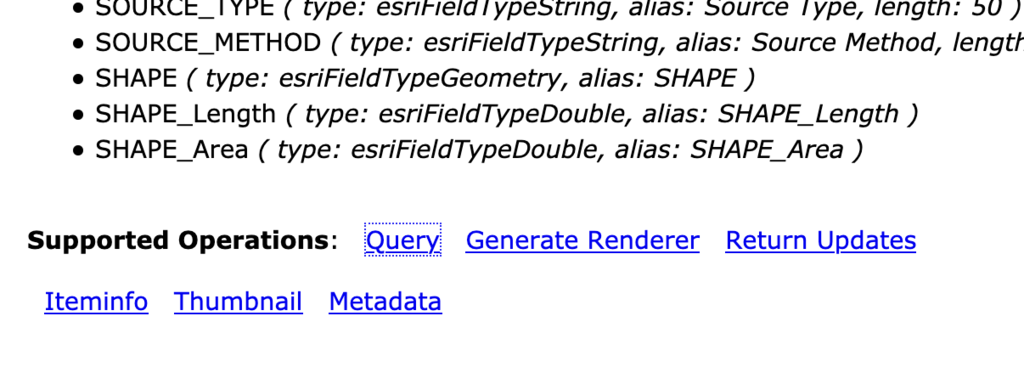 • SOURCE_TYPE ( type: esriFieldTypeString, alias: Source Type, length: 50 )
• SOURCE_METHOD ( type: esriFieldTypeString, alias: Source Method, length
• SHAPE ( type: esriFieldTypeGeometry, alias: SHAPE )
• SHAPE_Length ( type: esriFieldTypeDouble, alias: SHAPE_Length )
• SHAPE_Area ( type: esriFieldTypeDouble, alias: SHAPE_Area )
Supported Operations: Query Generate Renderer Return Updates
Iteminfo Thumbnail Metadata